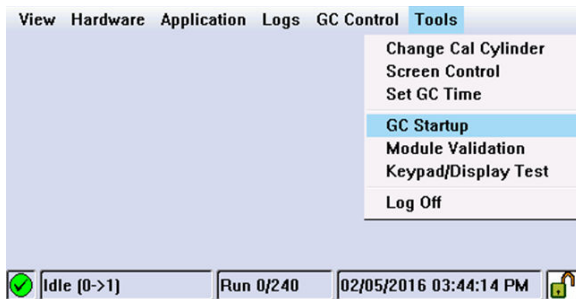 View Hardware Application Logs GC Control Tools
Change Cal Cylinder
Screen Control
Set GC Time
GC Startup
Module Validation
Keypad/Display Test
Log Off
Idle (0->1) Run 0/240 02/05/2016 03:44:14 PM